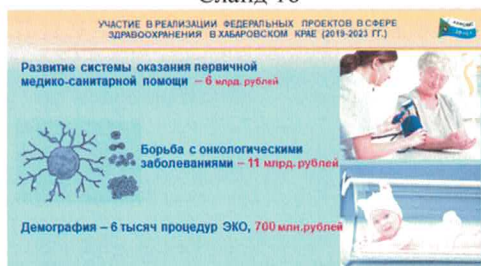 УЧАСТИЕ В РЕАЛИЗАЦИИ ФЕДЕРАЛЬНЫХ ПРОЕКТОВ В СФЕРЕ
ЗДРАВООХРАНЕНИЯ В ХАБАРОВСКОМ КРАЕ (2019-2023 ГГ.)
Развитие системы оказания первичной
медико-санитарной помощи – 6 млрд. рублей
Борьба с онкологическими
заболеваниями – 11 млрд. рублей
Демография – 6 тысяч процедур ЭКО, 700 млн.рублей